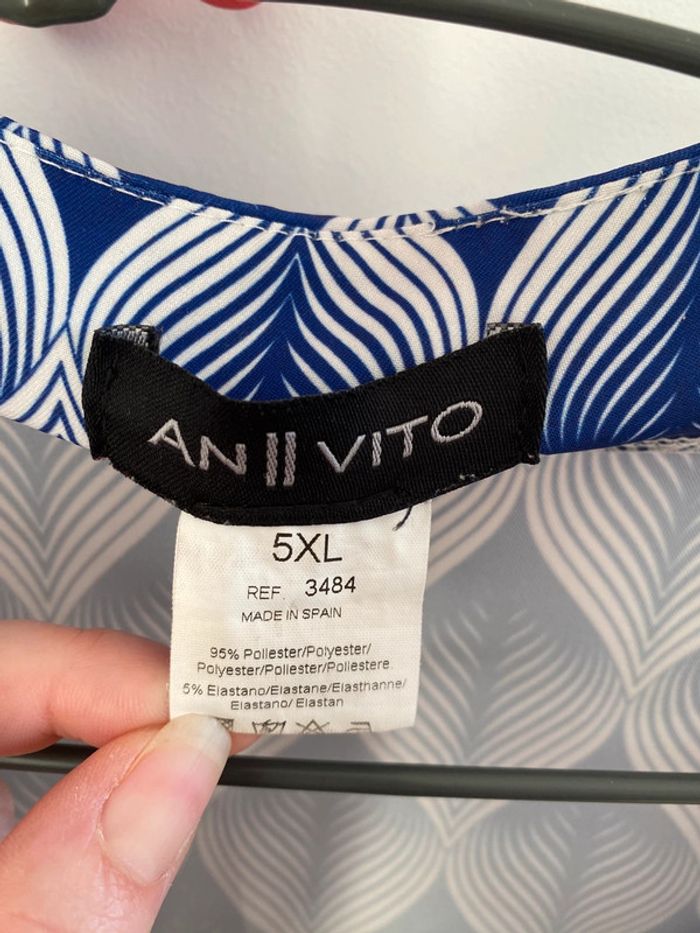 AN || VITO
5XL
REF. 3484
MADE IN SPAIN
95% Poliester/Polyester/
Polyester/Poliester/Poliestere.
5% Elastano/Elastane/Elasthanne/
Elastano/ Elastan